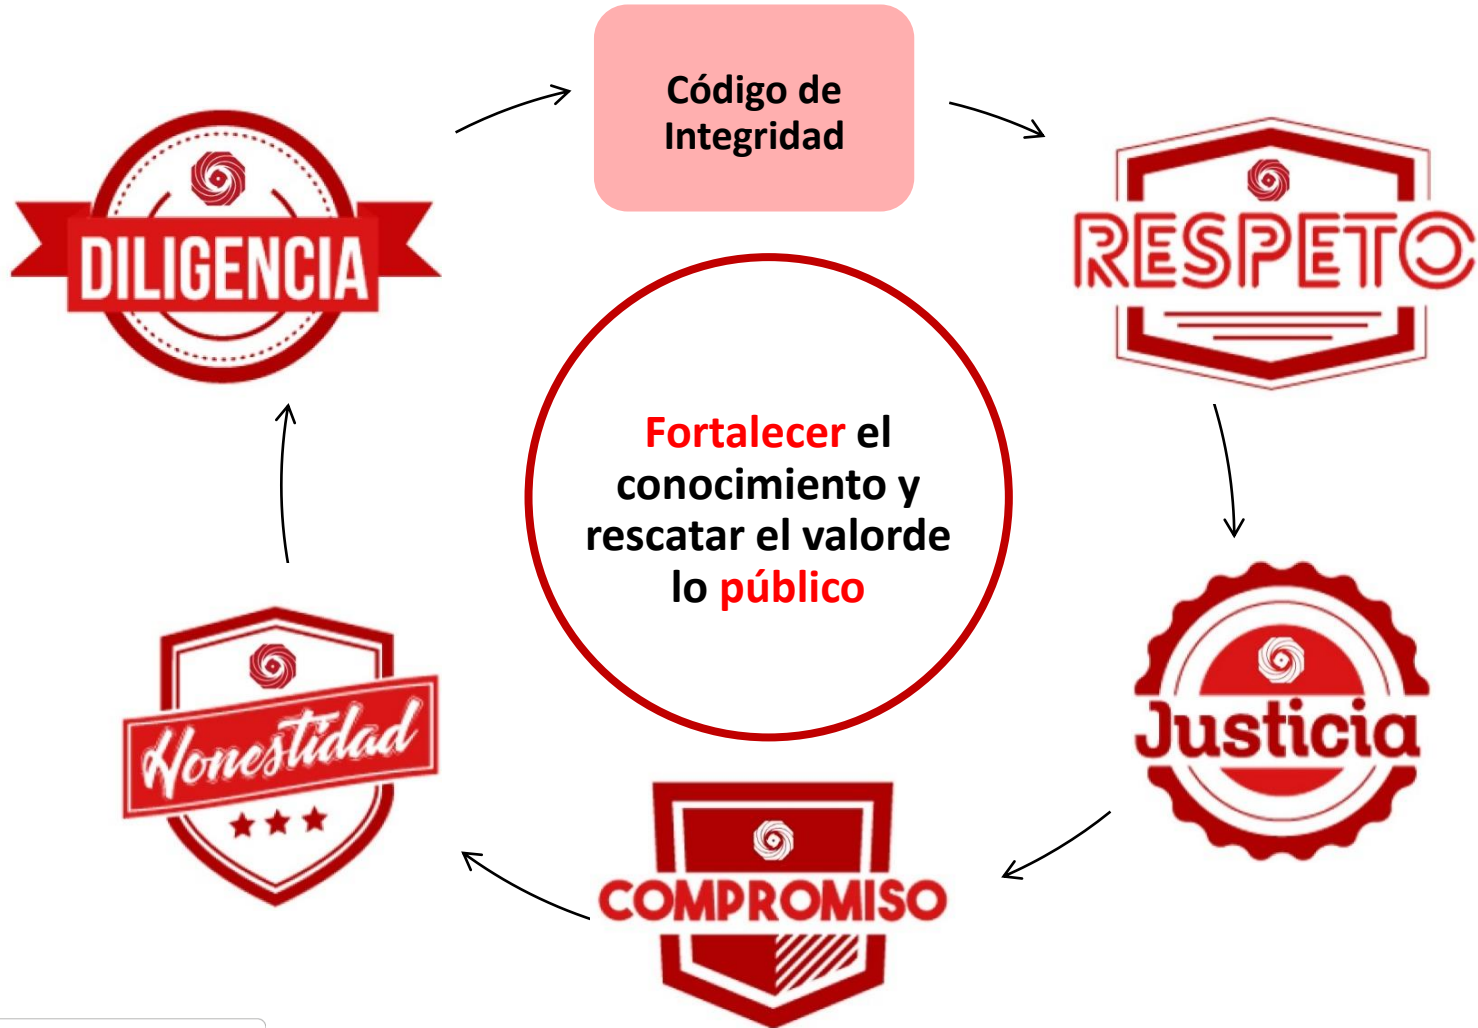 Código de
Integridad
RESPETO
Justicia
COMPROMISO
Honestidad
DILIGENCIA
Fortalecer el
conocimiento y
rescatar el valorde
lo público